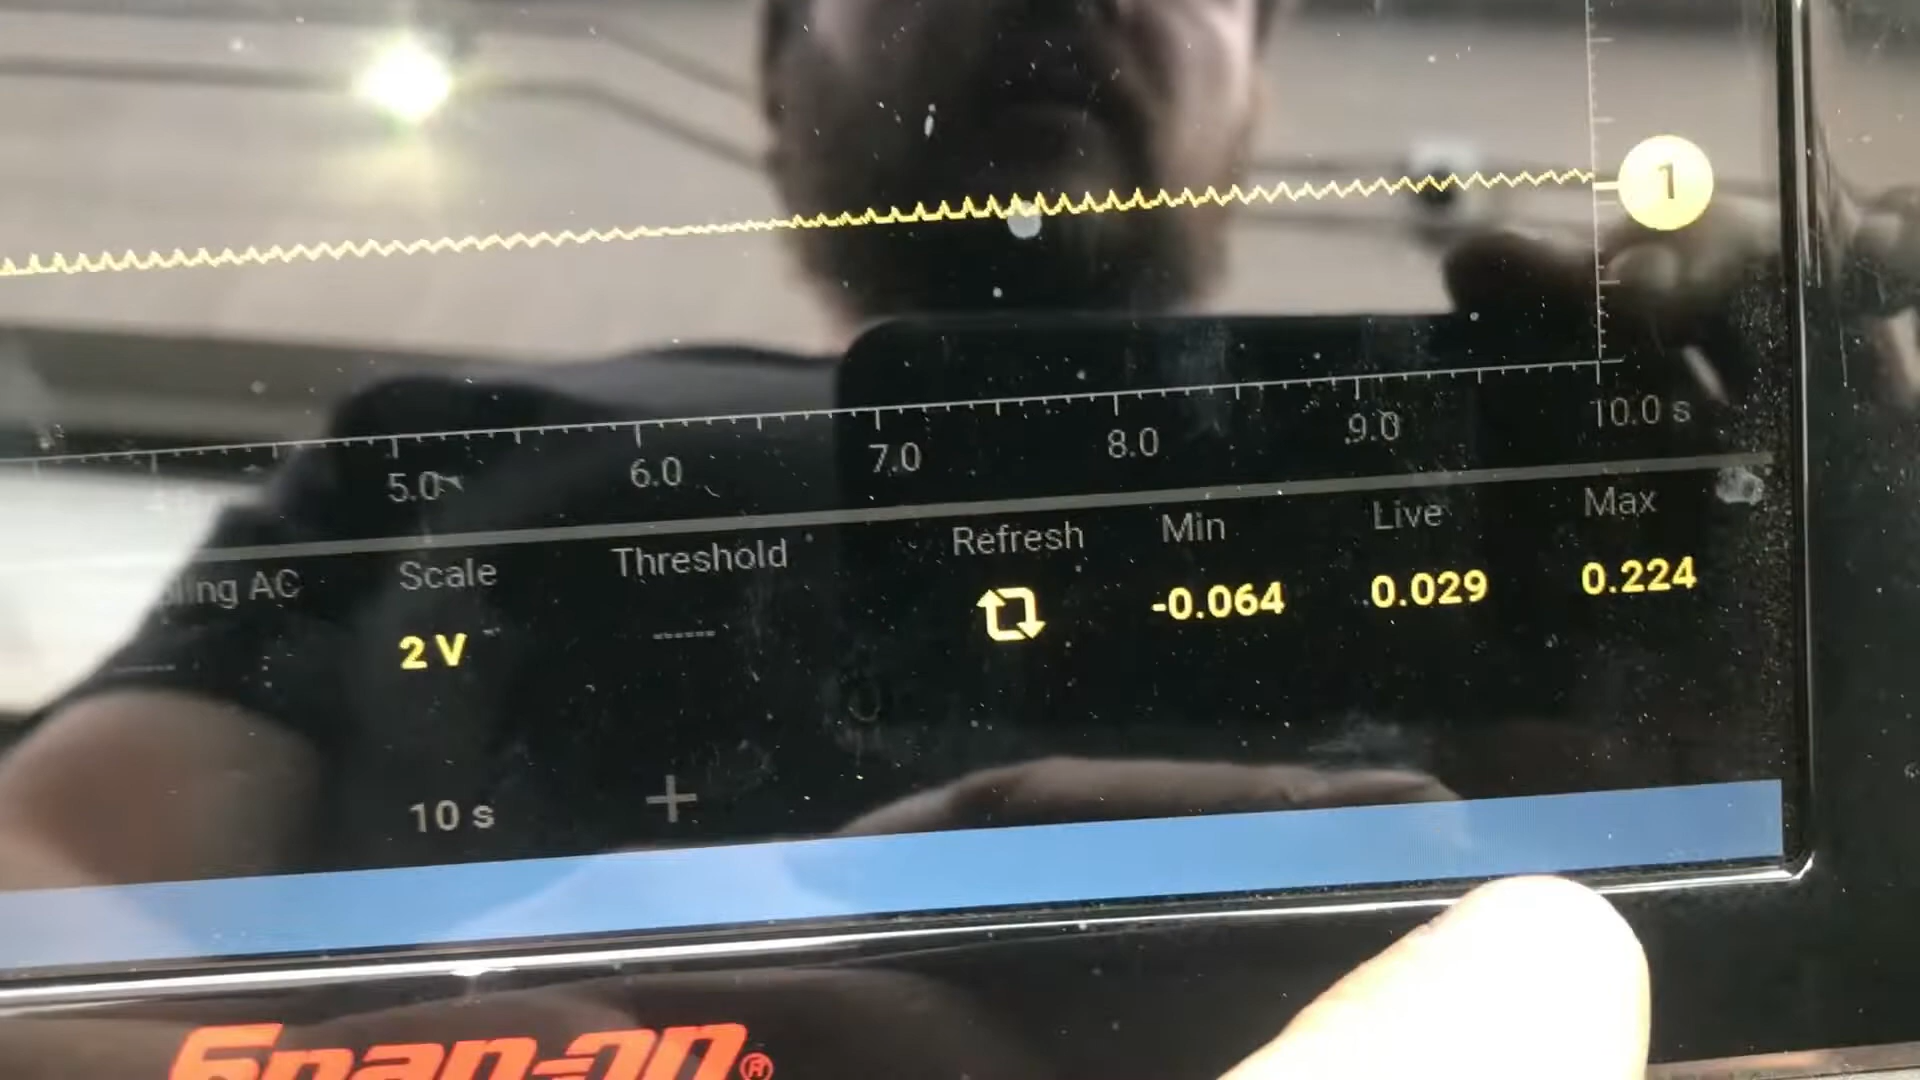 1
5.0 6.0 7.0 8.0 9.0 10.0 s
AC Scale Threshold Refresh Min Live Max
2 V ------ -0.064 0.029 0.224
10 s +
Snap-on®